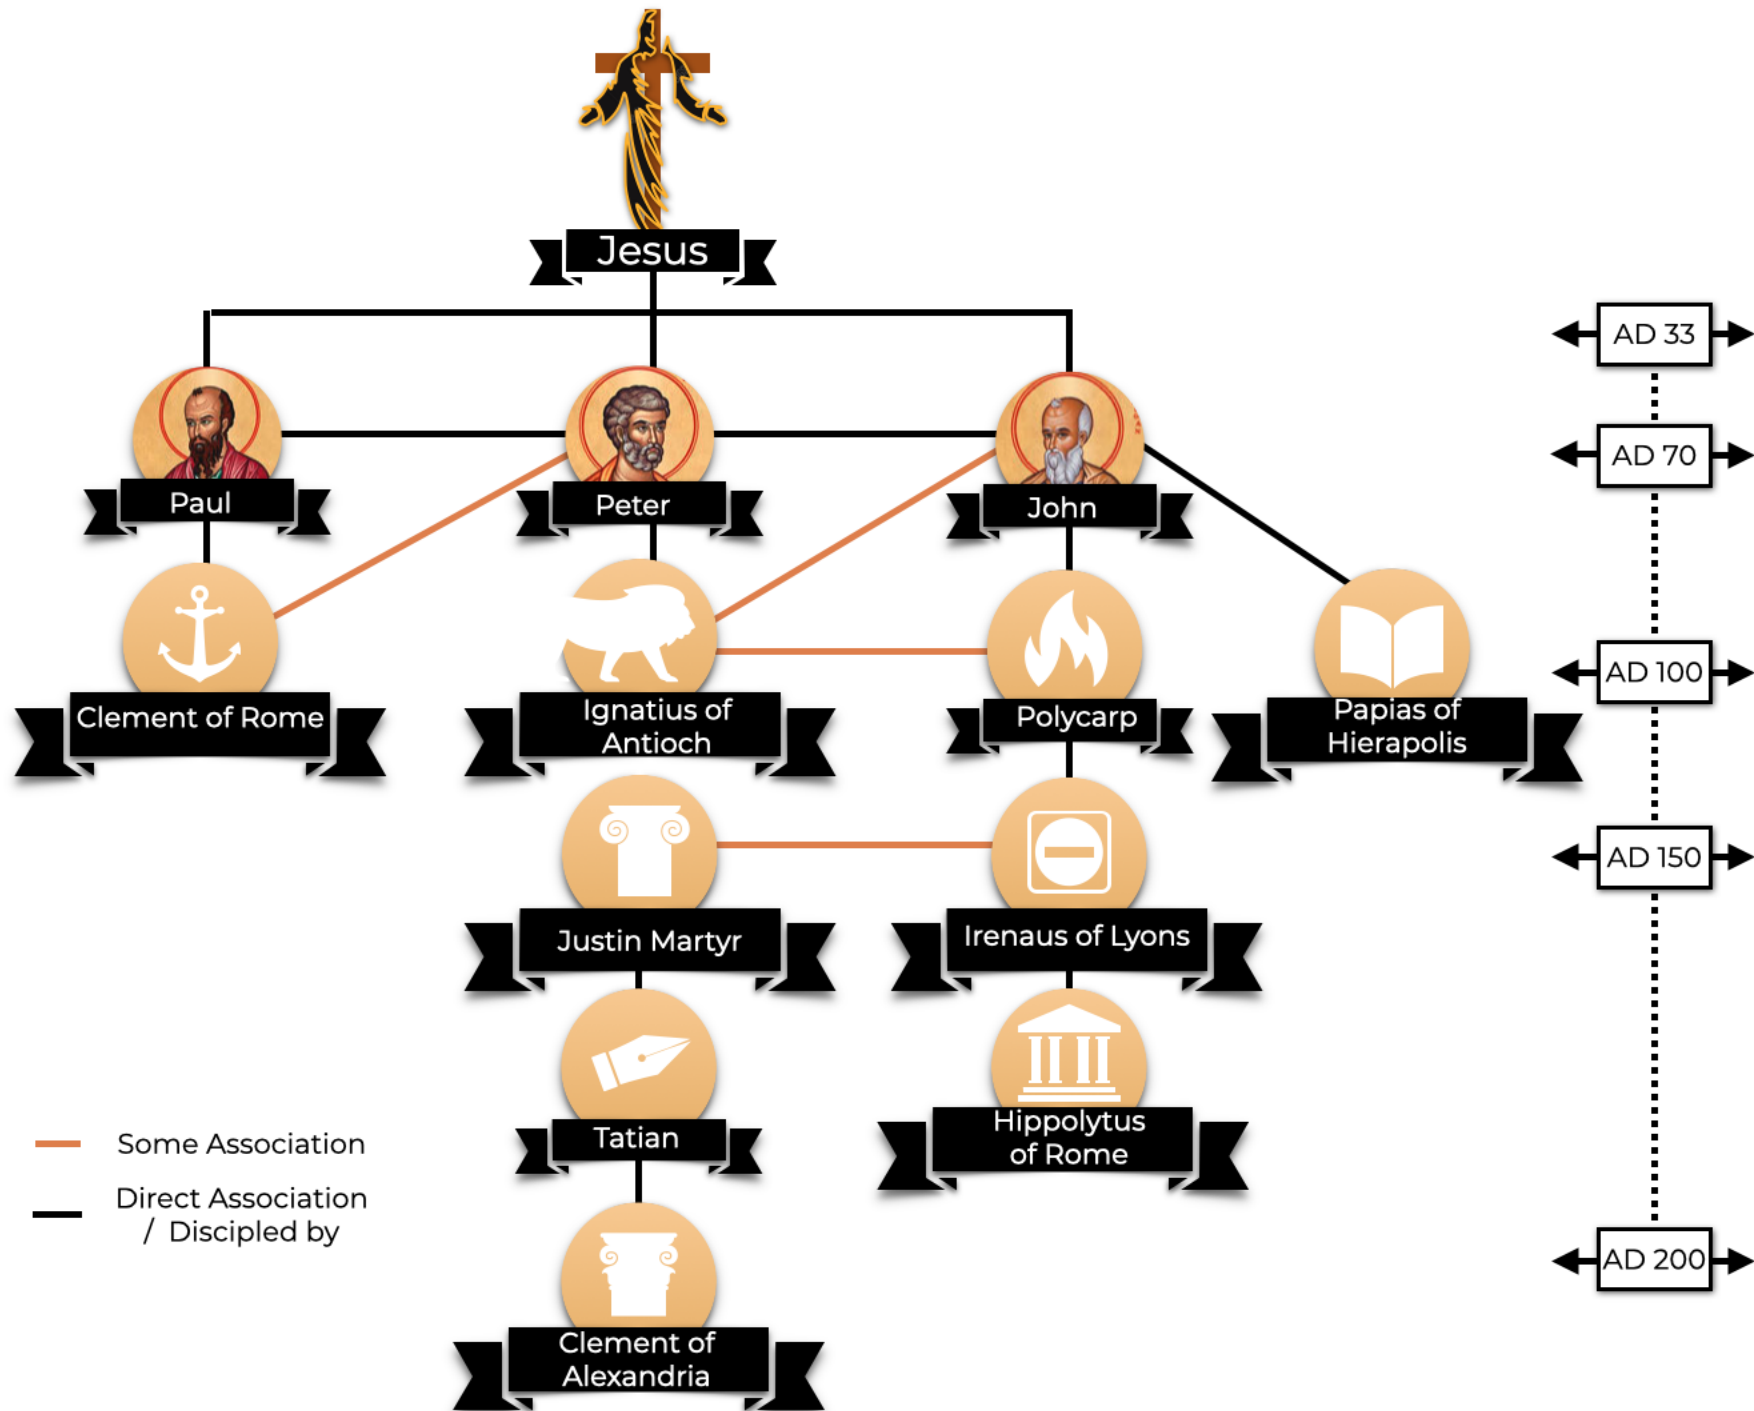 Jesus
AD 33
AD 70
Paul
Peter
John
AD 100
Clement of Rome
Ignatius of
Antioch
Polycarp
Papias of
Hierapolis
AD 150
Justin Martyr
Irenaus of Lyons
Tatian
Hippolytus
of Rome
Some Association
Direct Association
/ Discipled by
AD 200
Clement of
Alexandria